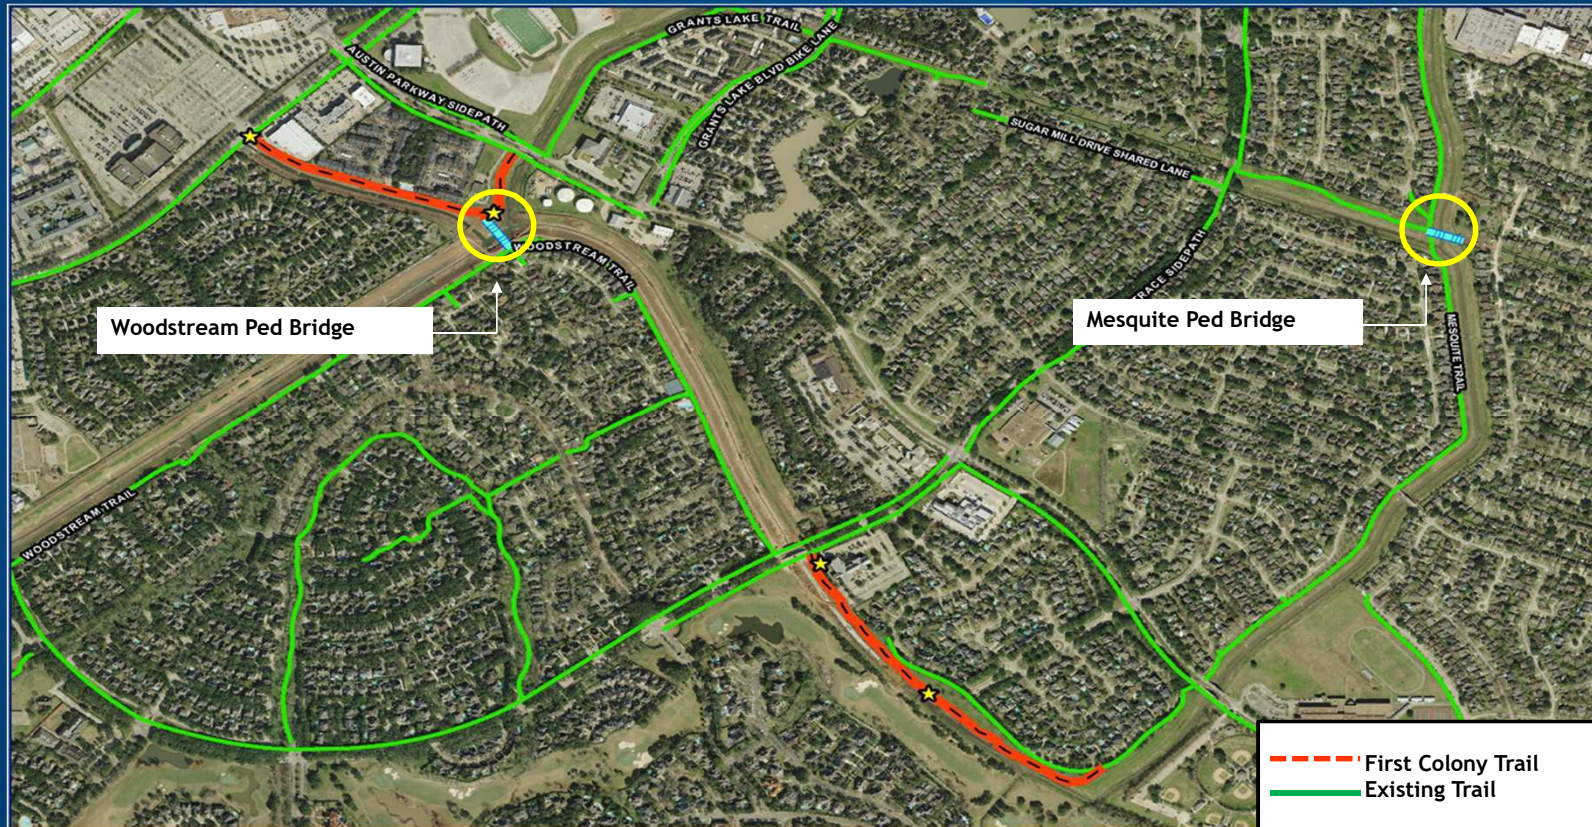 GRANTS LAKE TRAIL
AUSTIN PARKWAY SIDEPATH
GRANTS LAKE BLVD BIKE LANE
SUGAR MILL DRIVE SHARED LANE
WOODSTREAM TRAIL
TRACE SIDEPATH
Woodstream Ped Bridge
Mesquite Ped Bridge
MESQUITE TRAIL
WOODSTREAM TRAIL
First Colony Trail
Existing Trail